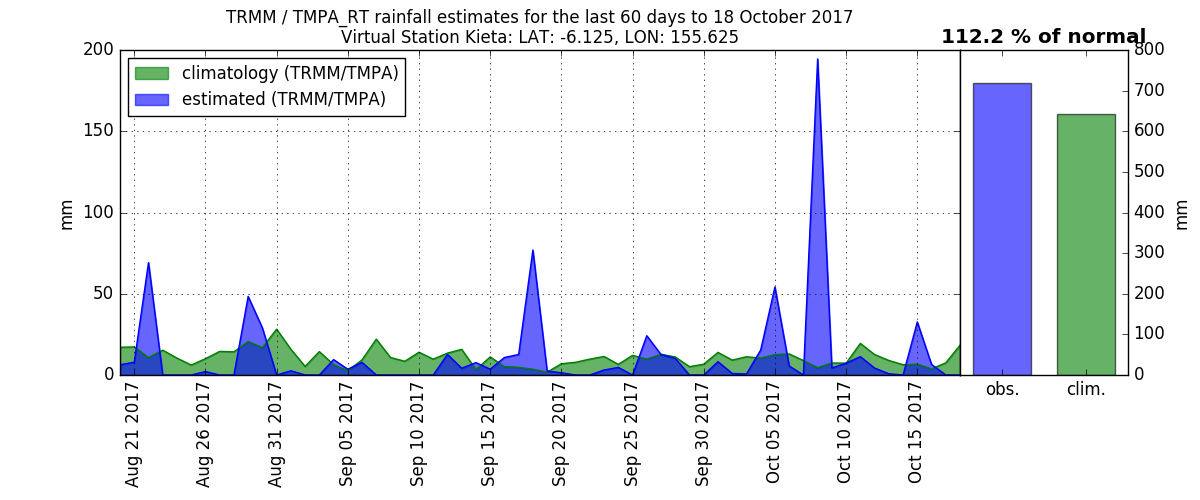 TRMM / TMPA_RT rainfall estimates for the last 60 days to 18 October 2017
Virtual Station Kieta: LAT: -6.125, LON: 155.625
112.2 % of normal
climatology (TRMM/TMPA)
estimated (TRMM/TMPA)
mm
200
150
100
50
0
Aug 21 2017
Aug 26 2017
Aug 31 2017
Sep 05 2017
Sep 10 2017
Sep 15 2017
Sep 20 2017
Sep 25 2017
Sep 30 2017
Oct 05 2017
Oct 10 2017
Oct 15 2017
obs.
clim.
800
700
600
500
400
300
200
100
0
mm